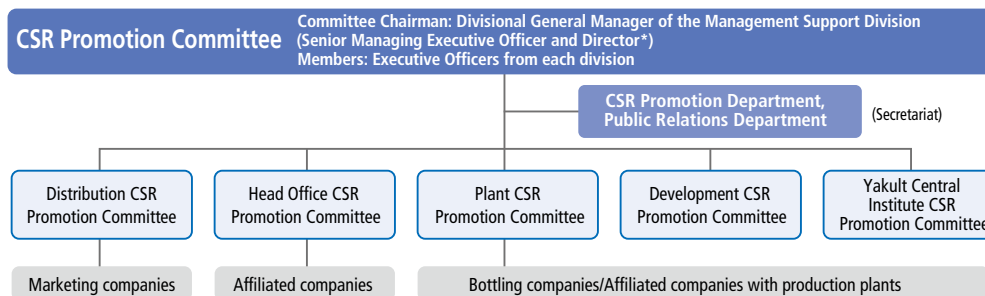 CSR Promotion Committee
Committee Chairman: Divisional General Manager of the Management Support Division
(Senior Managing Executive Officer and Director*)
Members: Executive Officers from each division
CSR Promotion Department,
Public Relations Department
(Secretariat)
Distribution CSR
Promotion Committee
Head Office CSR
Promotion Committee
Plant CSR
Promotion Committee
Development CSR
Promotion Committee
Yakult Central
Institute CSR
Promotion Committee
Marketing companies
Affiliated companies
Bottling companies/Affiliated companies with production plants